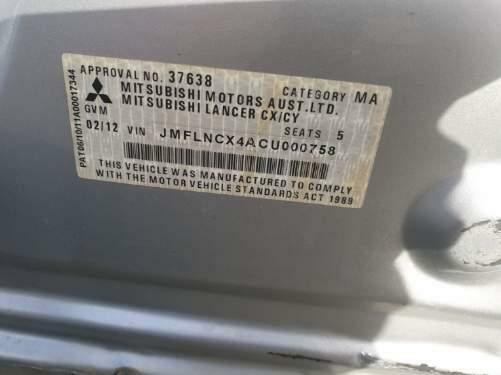 APPROVAL NO. 37638 CATEGORY MA
MITSUBISHI MOTORS AUST.LTD.
MITSUBISHI LANCER CX/CY
GVM SEATS 5
02/12 VIN JMFLNCX4ACU000758
THIS VEHICLE WAS MANUFACTURED TO COMPLY
WITH THE MOTOR VEHICLE STANDARDS ACT 1989
PAT06/10/11A00017344